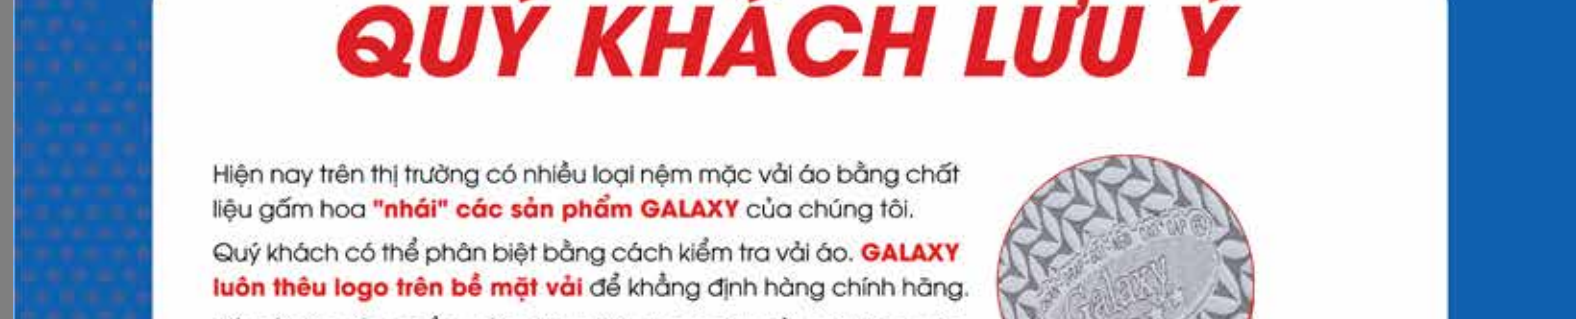 QUÝ KHÁCH LƯU Ý
Hiện nay trên thị trường có nhiều loại nệm mặc vải áo bằng chất
liệu gấm hoa "nhái" các sản phẩm GALAXY của chúng tôi.
Quý khách có thể phân biệt bằng cách kiểm tra vải áo. GALAXY
luôn thêu logo trên bề mặt vải để khẳng định hàng chính hãng.
Galaxy